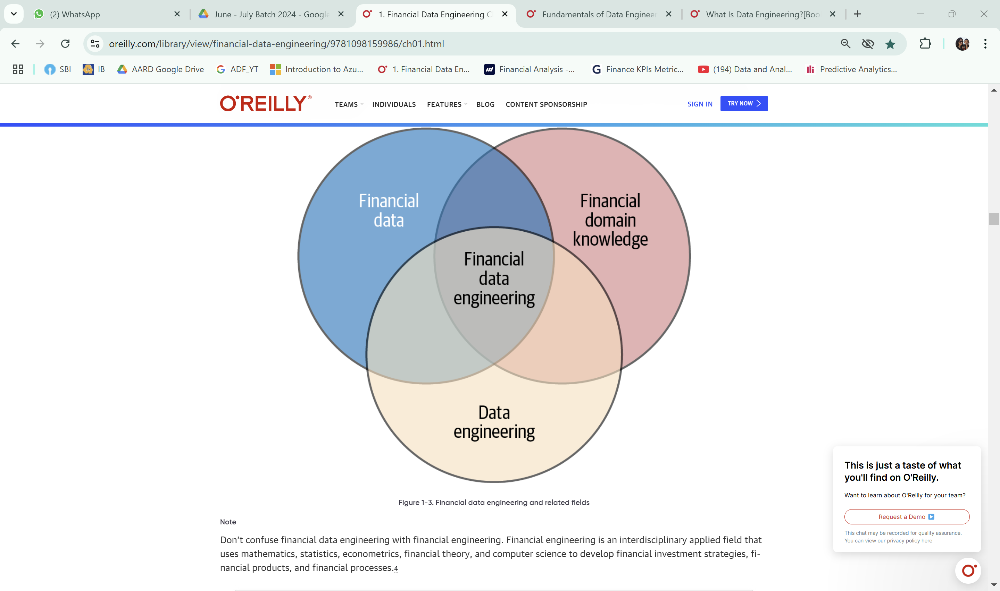 (2) WhatsApp
June - July Batch 2024 - Google
1. Financial Data Engineering C
Fundamentals of Data Engineer
What Is Data Engineering?[Boo
oreilly.com/library/view/financial-data-engineering/9781098159986/ch01.html
SBI
IB
AARD Google Drive
ADF_YT
Introduction to Azu...
1. Financial Data En...
Financial Analysis -...
Finance KPIs Metric...
(194) Data and Anal...
Predictive Analytics...
O'REILLY®
TEAMS
INDIVIDUALS
FEATURES
BLOG
CONTENT SPONSORSHIP
SIGN IN
TRY NOW
Financial
data
Financial
domain
knowledge
Financial
data
engineering
Data
engineering
Figure 1-3. Financial data engineering and related fields
Note
Don't confuse financial data engineering with financial engineering. Financial engineering is an interdisciplinary applied field that
uses mathematics, statistics, econometrics, financial theory, and computer science to develop financial investment strategies, fi-
nancial products, and financial processes.4
This is just a taste of what
you'll find on O'Reilly.
Want to learn about O'Reilly for your team?
Request a Demo
This chat may be recorded for quality assurance.
You can view our privacy policy here